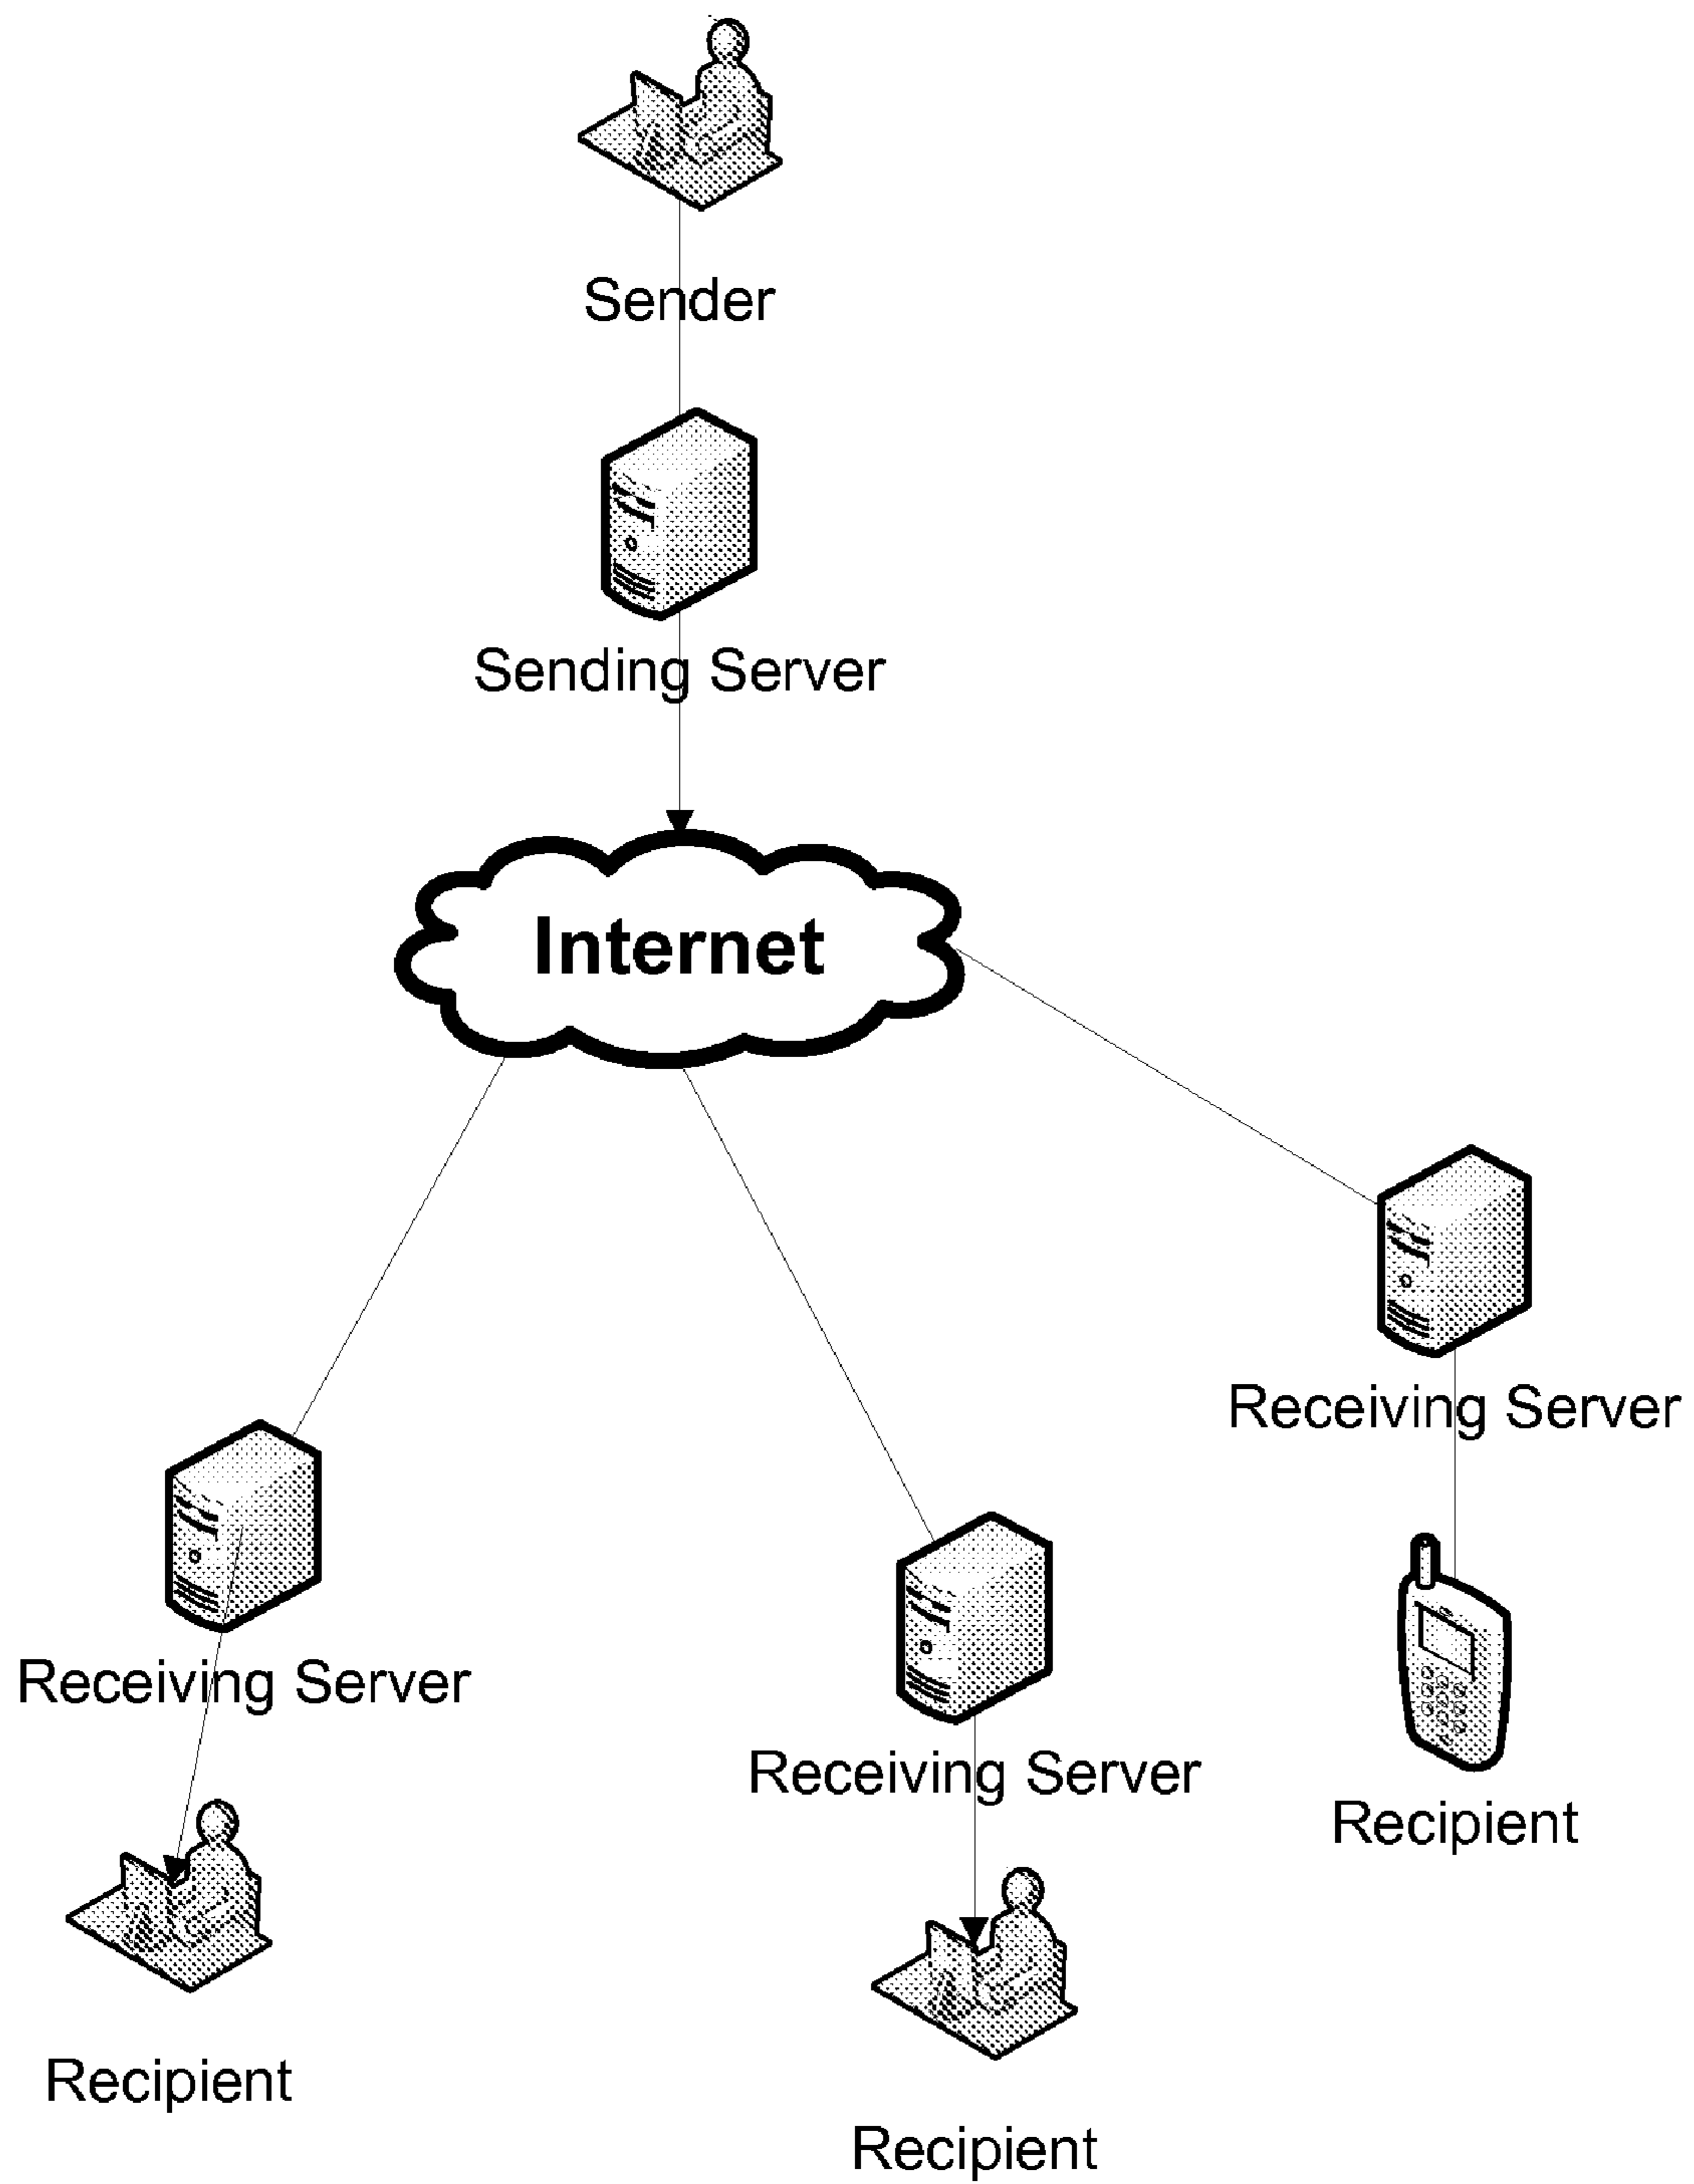 Sender
Sending Server
Internet
Receiving Server
Receiving Server
Receiving Server
Recipient
Recipient
Recipient